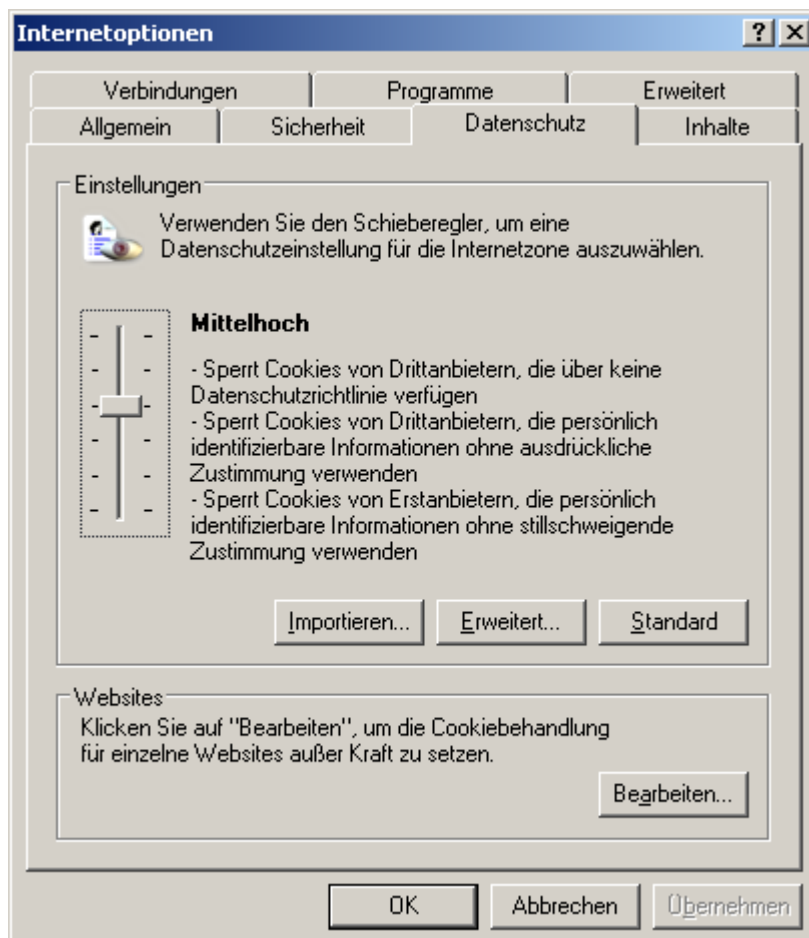 Internetoptionen
Verbindungen
Programme
Erweitert
Allgemein
Sicherheit
Datenschutz
Inhalte
Einstellungen
Verwenden Sie den Schieberegler, um eine
Datenschutzeinstellung für die Internetzone auszuwählen.
Mittelhoch
- Sperrt Cookies von Drittanbietern, die über keine
Datenschutzrichtlinie verfügen
- Sperrt Cookies von Drittanbietern, die persönlich
identifizierbare Informationen ohne ausdrückliche
Zustimmung verwenden
- Sperrt Cookies von Erstanbietern, die persönlich
identifizierbare Informationen ohne stillschweigende
Zustimmung verwenden
Importieren...
Erweitert...
Standard
Websites
Klicken Sie auf "Bearbeiten", um die Cookiebehandlung
für einzelne Websites außer Kraft zu setzen.
Bearbeiten...
OK
Abbrechen
Übernehmen